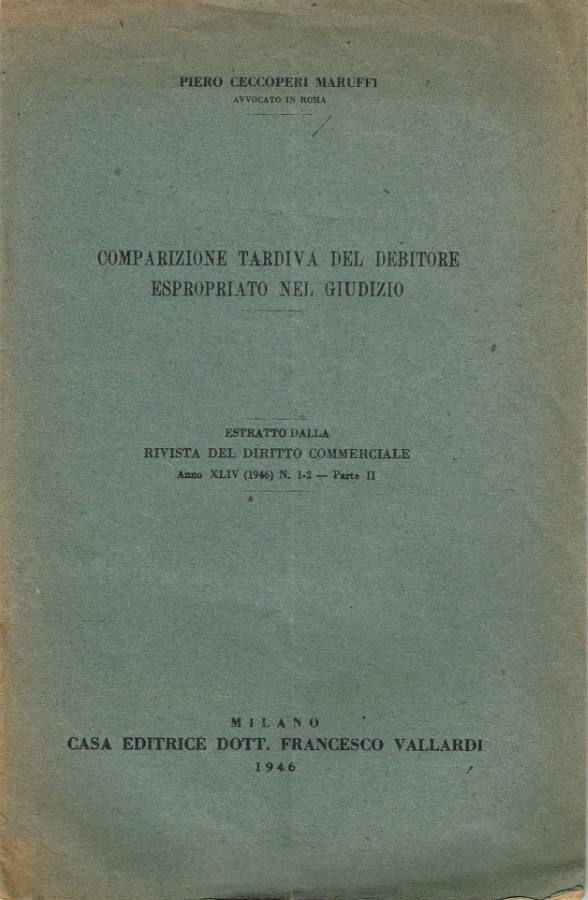 PIERO CECCOPERI MARUFFI
AVVOCATO IN ROMA
COMPARIZIONE TARDIVA DEL DEBITORE
ESPROPRIATO NEL GIUDIZIO
ESTRATTO DALLA
RIVISTA DEL DIRITTO COMMERCIALE
Anno XLIV (1946) N. 1-2 — Parte II
MILANO
CASA EDITRICE DOTT. FRANCESCO VALLARDI
1946